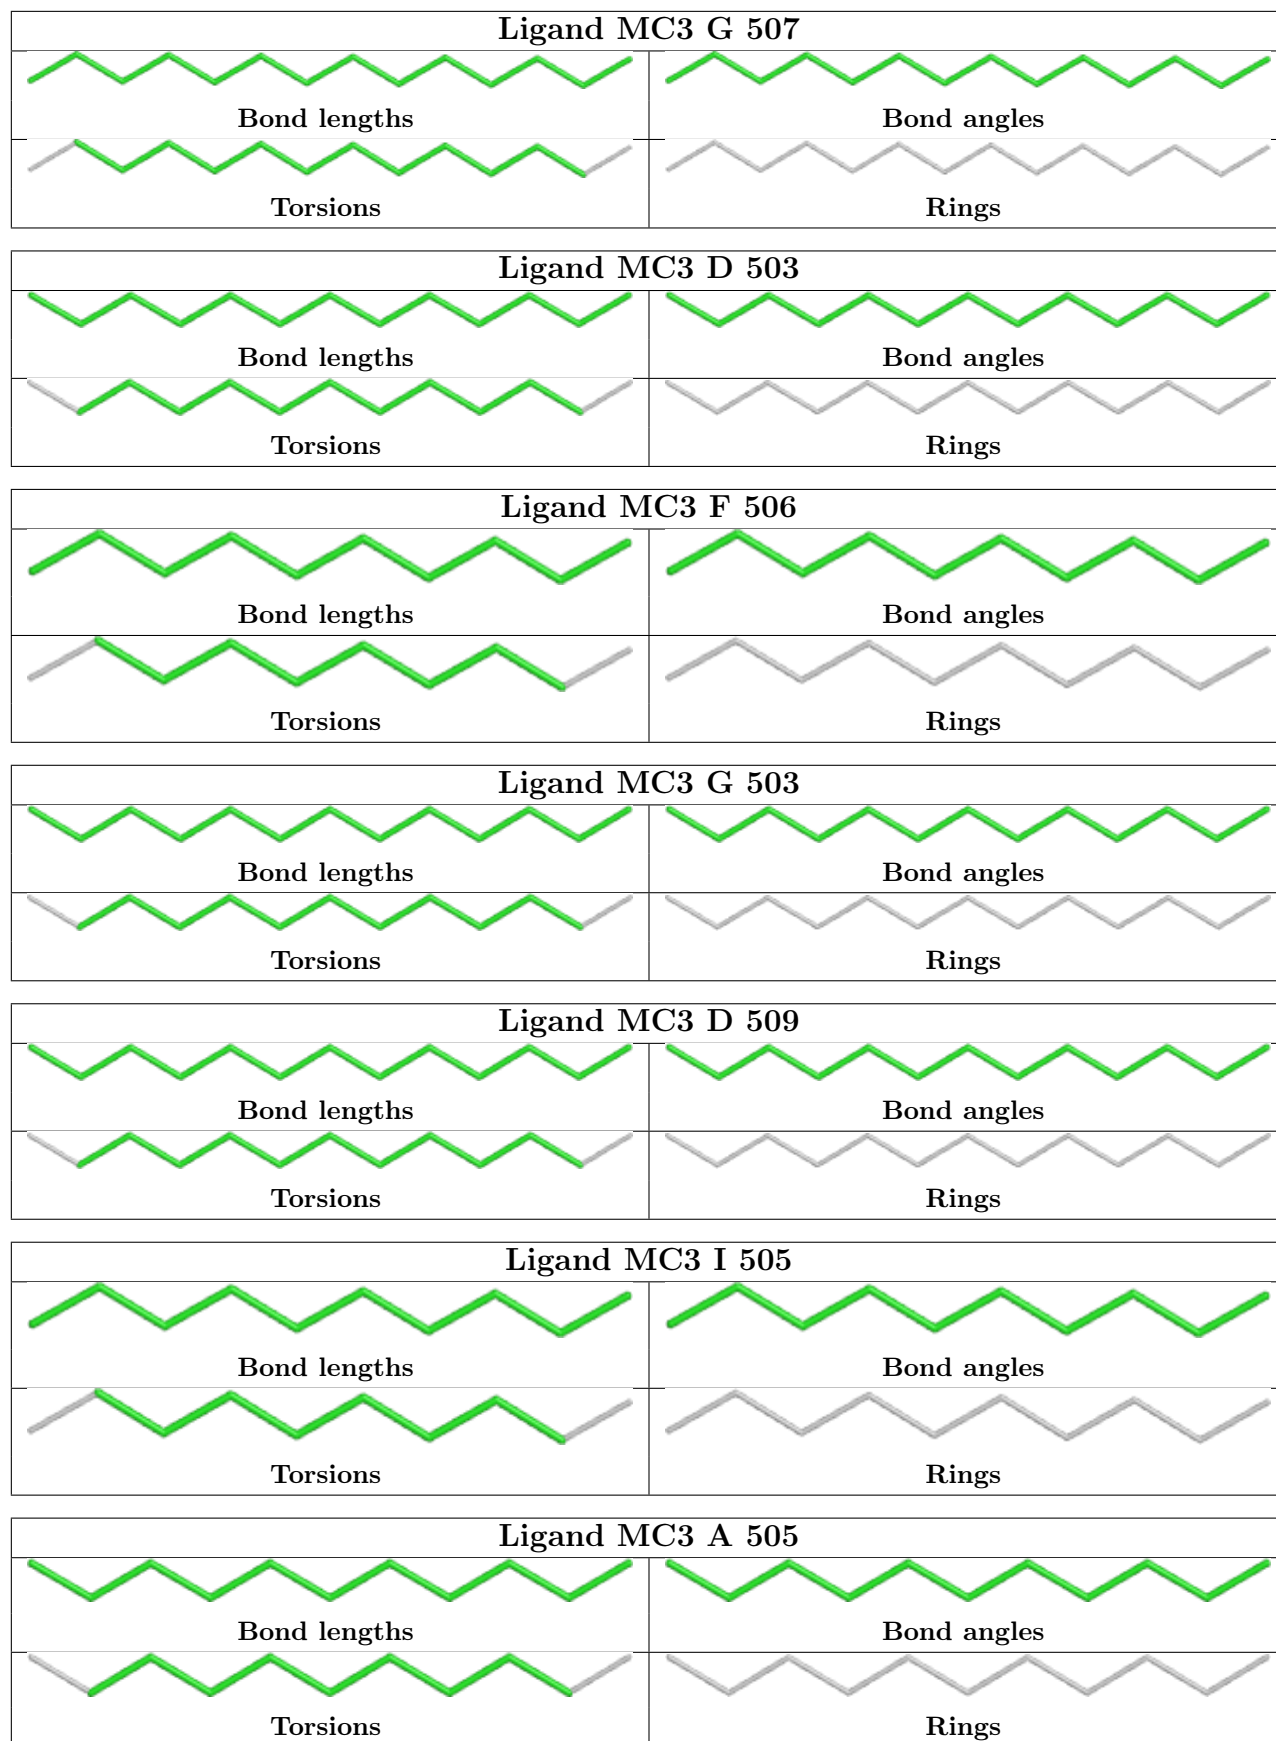 Ligand MC3 G 507
Bond lengths
Bond angles
Torsions
Rings
Ligand MC3 D 503
Bond lengths
Bond angles
Torsions
Rings
Ligand MC3 F 506
Bond lengths
Bond angles
Torsions
Rings
Ligand MC3 G 503
Bond lengths
Bond angles
Torsions
Rings
Ligand MC3 D 509
Bond lengths
Bond angles
Torsions
Rings
Ligand MC3 I 505
Bond lengths
Bond angles
Torsions
Rings
Ligand MC3 A 505
Bond lengths
Bond angles
Torsions
Rings